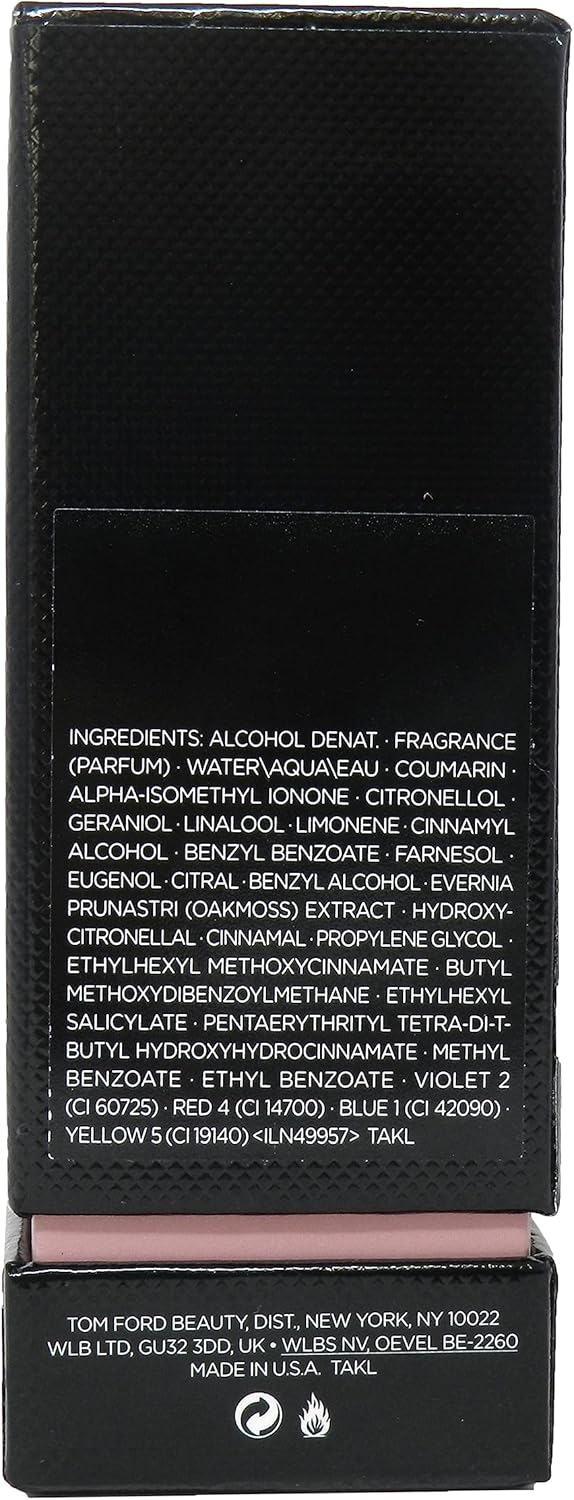 INGREDIENTS: ALCOHOL DENAT. · FRAGRANCE
(PARFUM) · WATER\AQUA\EAU · COUMARIN ·
ALPHA-ISOMETHYL IONONE · CITRONELLOL ·
GERANIOL · LINALOOL · LIMONENE · CINNAMYL
ALCOHOL · BENZYL BENZOATE · FARNESOL ·
EUGENOL · CITRAL · BENZYL ALCOHOL · EVERNIA
PRUNASTRI (OAKMOSS) EXTRACT · HYDROXY-
CITRONELLAL · CINNAMAL · PROPYLENE GLYCOL ·
ETHYLHEXYL METHOXYCINNAMATE · BUTYL
METHOXYDIBENZOYLMETHANE · ETHYLHEXYL
SALICYLATE · PENTAERYTHRITYL TETRA-DI-T-
BUTYL HYDROXYHYDROCINNAMATE · METHYL
BENZOATE · ETHYL BENZOATE · VIOLET 2
(CI 60725) · RED 4 (CI 14700) · BLUE 1 (CI 42090) ·
YELLOW 5 (CI 19140) <ILN49957> TAKL
TOM FORD BEAUTY, DIST., NEW YORK, NY 10022
WLB LTD, GU32 3DD, UK • WLBS NV, OEVEL BE-2260
MADE IN U.S.A. TAKL